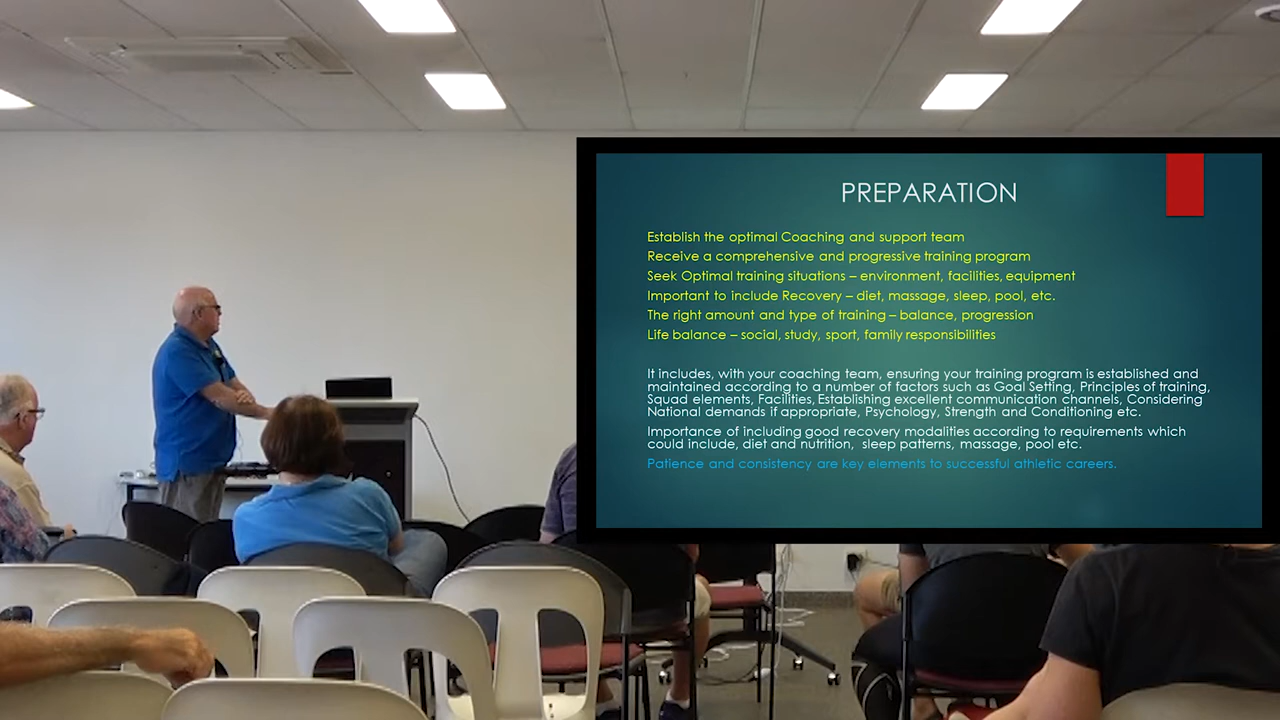 PREPARATION
Establish the optimal Coaching and support team
Receive a comprehensive and progressive training program
Seek Optimal training situations – environment, facilities, equipment
Important to include Recovery – diet, massage, sleep, pool, etc.
The right amount and type of training – balance, progression
Life balance – social, study, sport, family responsibilities
It includes, with your coaching team, ensuring your training program is established and
maintained according to a number of factors such as Goal Setting, Principles of training,
Squad elements, Facilities, Establishing excellent communication channels, Considering
National demands if appropriate, Psychology, Strength and Conditioning etc.
Importance of including good recovery modalities according to requirements which
could include, diet and nutrition, sleep patterns, massage, pool etc.
Patience and consistency are key elements to successful athletic careers.